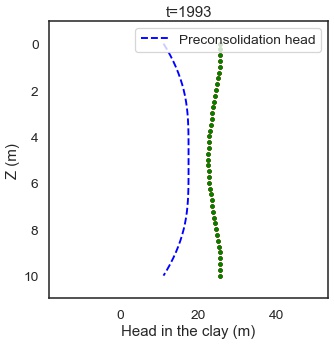 t=1993
Preconsolidation head
0
2
4
6
8
10
Z (m)
0 20 40
Head in the clay (m)